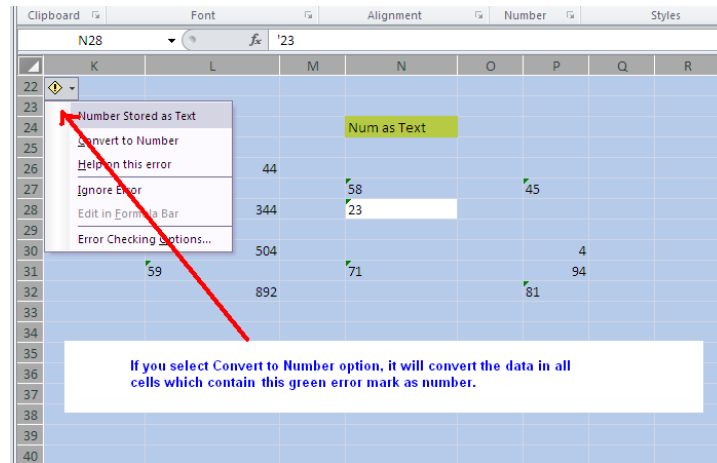 Clipboard Font Alignment Number Styles
N28 fx '23
K L M N O P Q R
22
23 Number Stored as Text
24 Num as Text
25 Convert to Number
26 Help on this error 44
27 Ignore Error 58 45
28 Edit in Formula Bar 344 23
29 Error Checking Options...
30 504 4
31 59 71 94
32 892 81
33
34
35 If you select Convert to Number option, it will convert the data in all
36 cells which contain this green error mark as number.
37
38
39
40